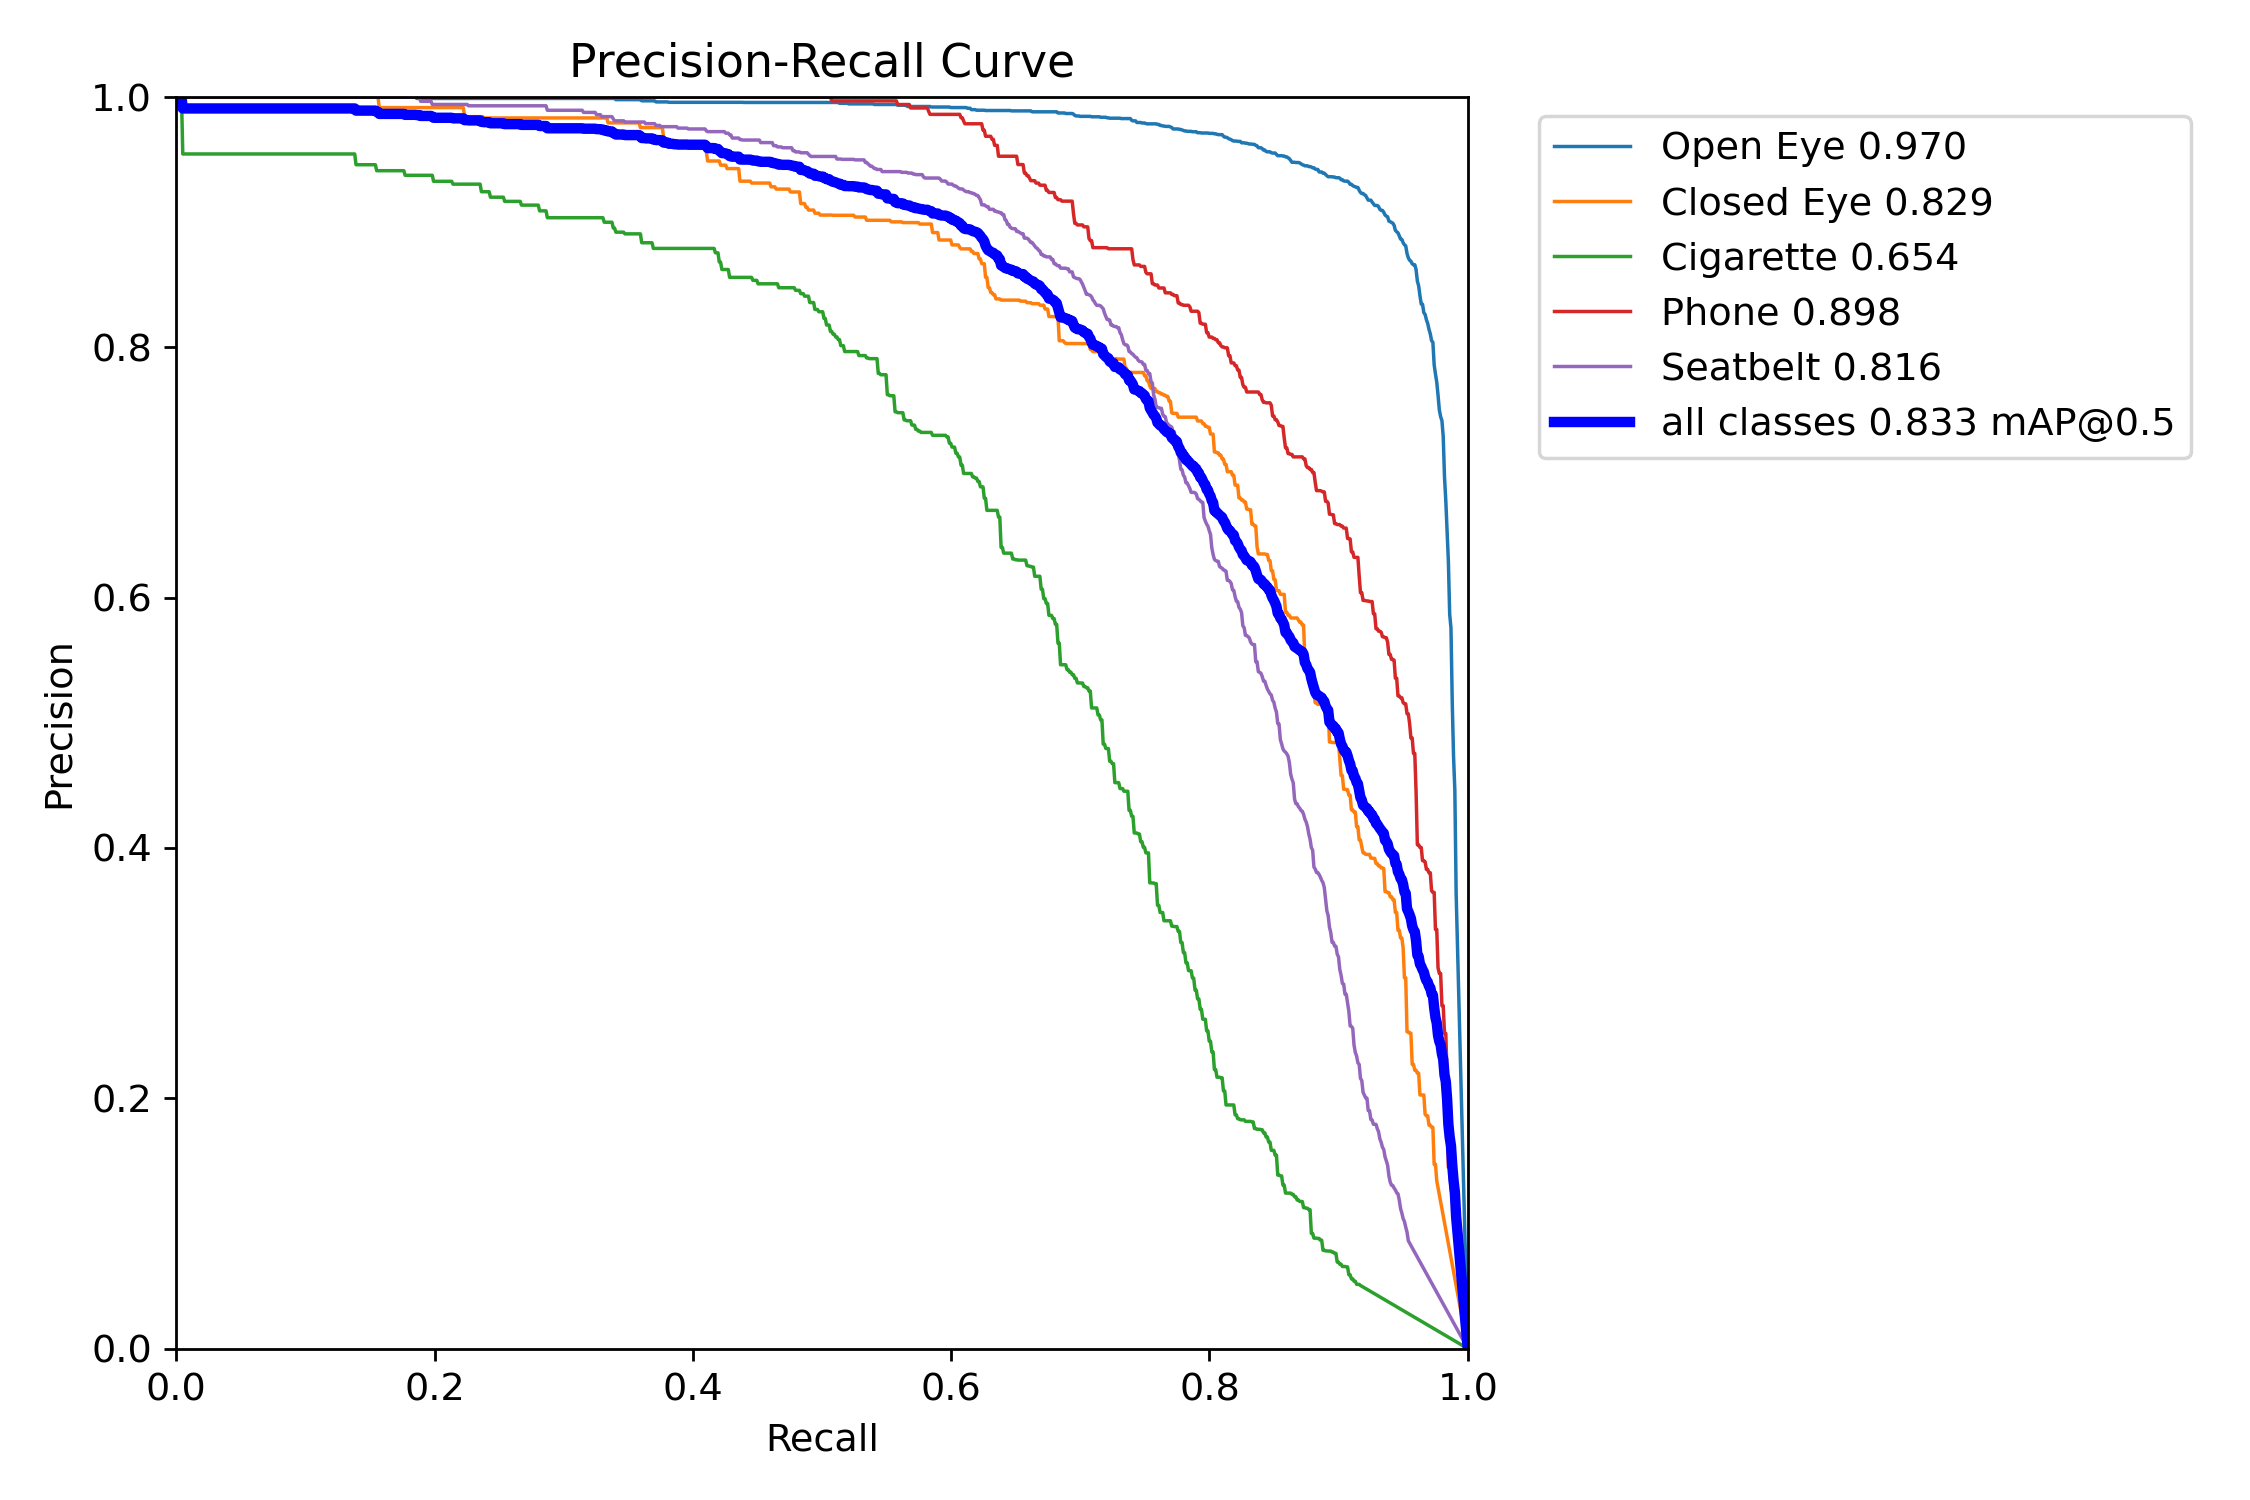 Precision-Recall Curve
1.0
0.8
0.6
0.4
0.2
0.0
Precision
0.0 0.2 0.4 0.6 0.8 1.0
Recall
Open Eye 0.970
Closed Eye 0.829
Cigarette 0.654
Phone 0.898
Seatbelt 0.816
all classes 0.833 mAP@0.5